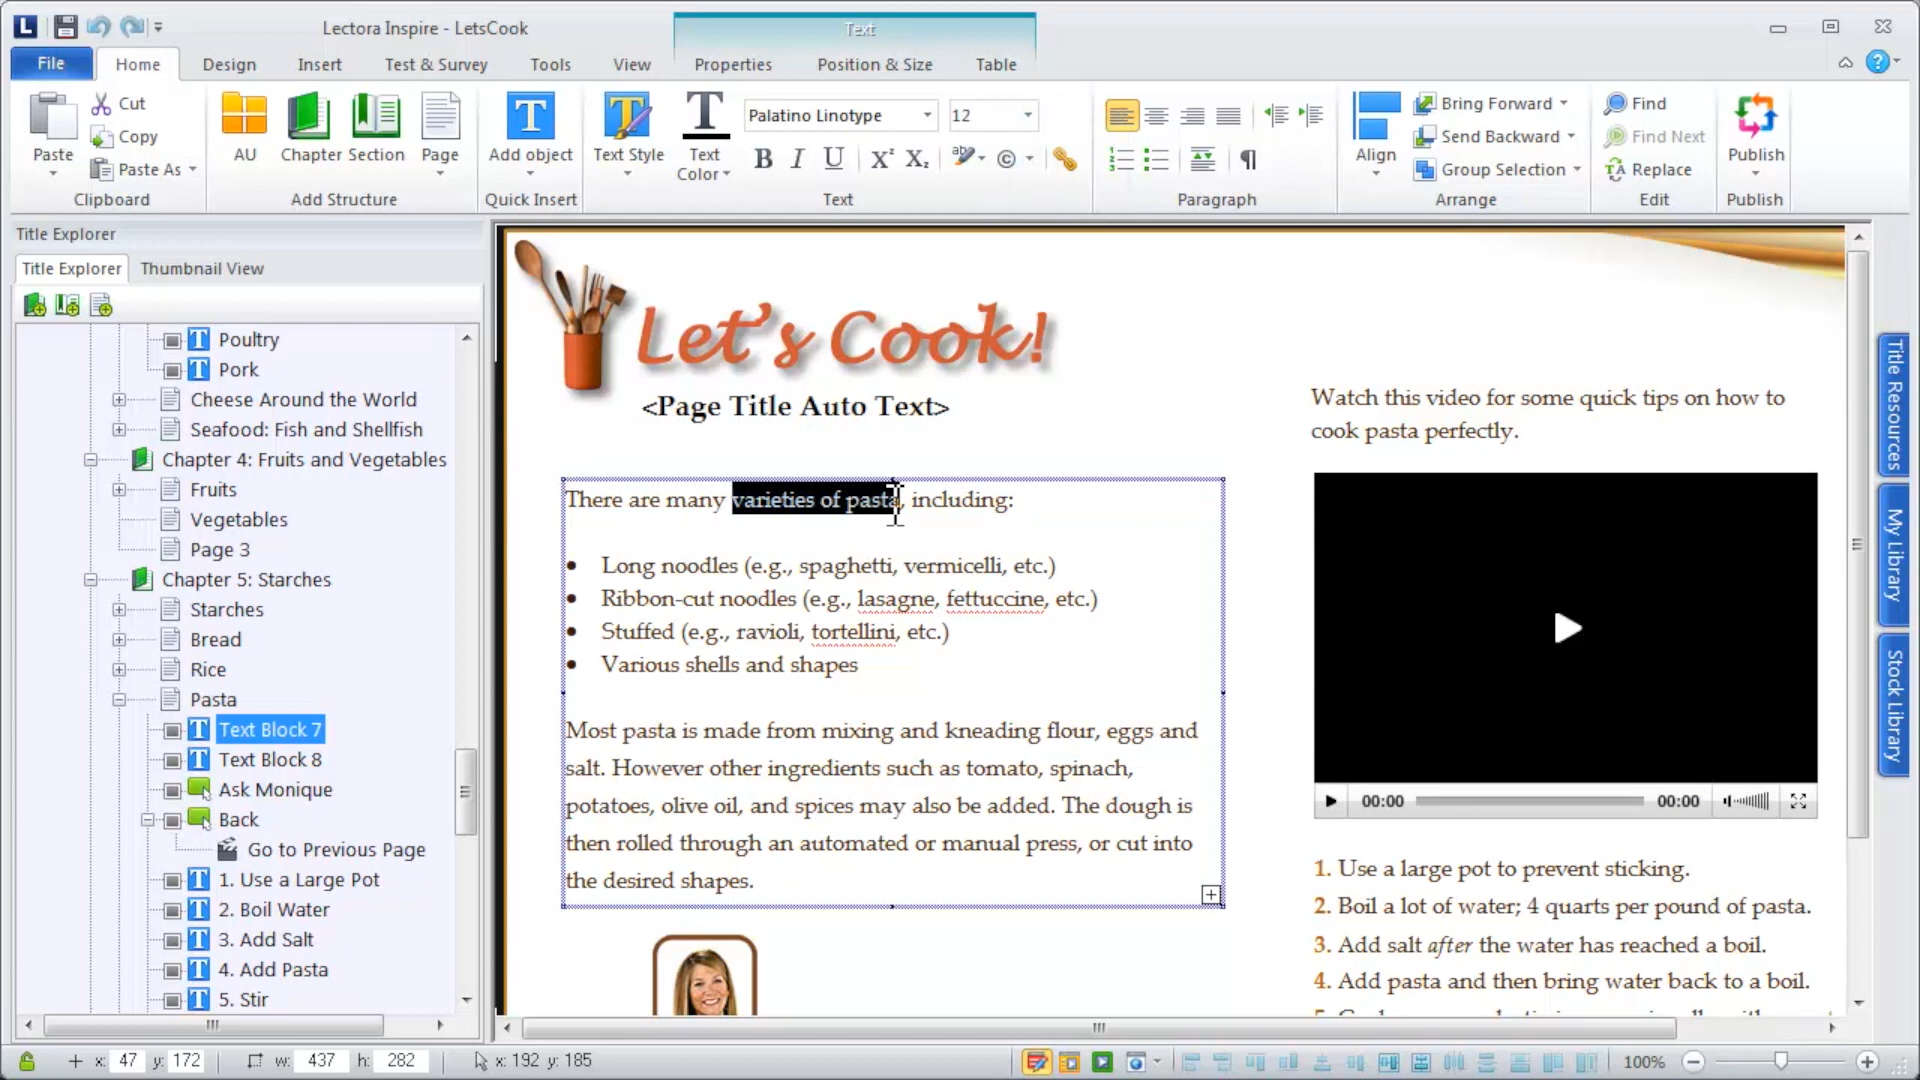 Lectora Inspire - LetsCook
Text
File
Home
Design
Insert
Test & Survey
Tools
View
Properties
Position & Size
Table
Paste
Cut
Copy
Paste As
Clipboard
AU
Chapter
Section
Page
Add Structure
Add object
Quick Insert
Text Style
Text Color
Palatino Linotype
12
Text
Paragraph
Align
Bring Forward
Send Backward
Group Selection
Arrange
Find
Find Next
Replace
Edit
Publish
Publish
Title Explorer
Title Explorer
Thumbnail View
Poultry
Pork
Cheese Around the World
Seafood: Fish and Shellfish
Chapter 4: Fruits and Vegetables
Fruits
Vegetables
Page 3
Chapter 5: Starches
Starches
Bread
Rice
Pasta
Text Block 7
Text Block 8
Ask Monique
Back
Go to Previous Page
1. Use a Large Pot
2. Boil Water
3. Add Salt
4. Add Pasta
5. Stir
Let's Cook!
<Page Title Auto Text>
There are many varieties of pasta, including:
• Long noodles (e.g., spaghetti, vermicelli, etc.)
• Ribbon-cut noodles (e.g., lasagne, fettuccine, etc.)
• Stuffed (e.g., ravioli, tortellini, etc.)
• Various shells and shapes
Most pasta is made from mixing and kneading flour, eggs and
salt. However other ingredients such as tomato, spinach,
potatoes, olive oil, and spices may also be added. The dough is
then rolled through an automated or manual press, or cut into
the desired shapes.
Watch this video for some quick tips on how to
cook pasta perfectly.
00:00
00:00
1. Use a large pot to prevent sticking.
2. Boil a lot of water; 4 quarts per pound of pasta.
3. Add salt after the water has reached a boil.
4. Add pasta and then bring water back to a boil.
Title Resources
My Library
Stock Library
x: 47 y: 172
w: 437 h: 282
x: 192 y: 185
100%